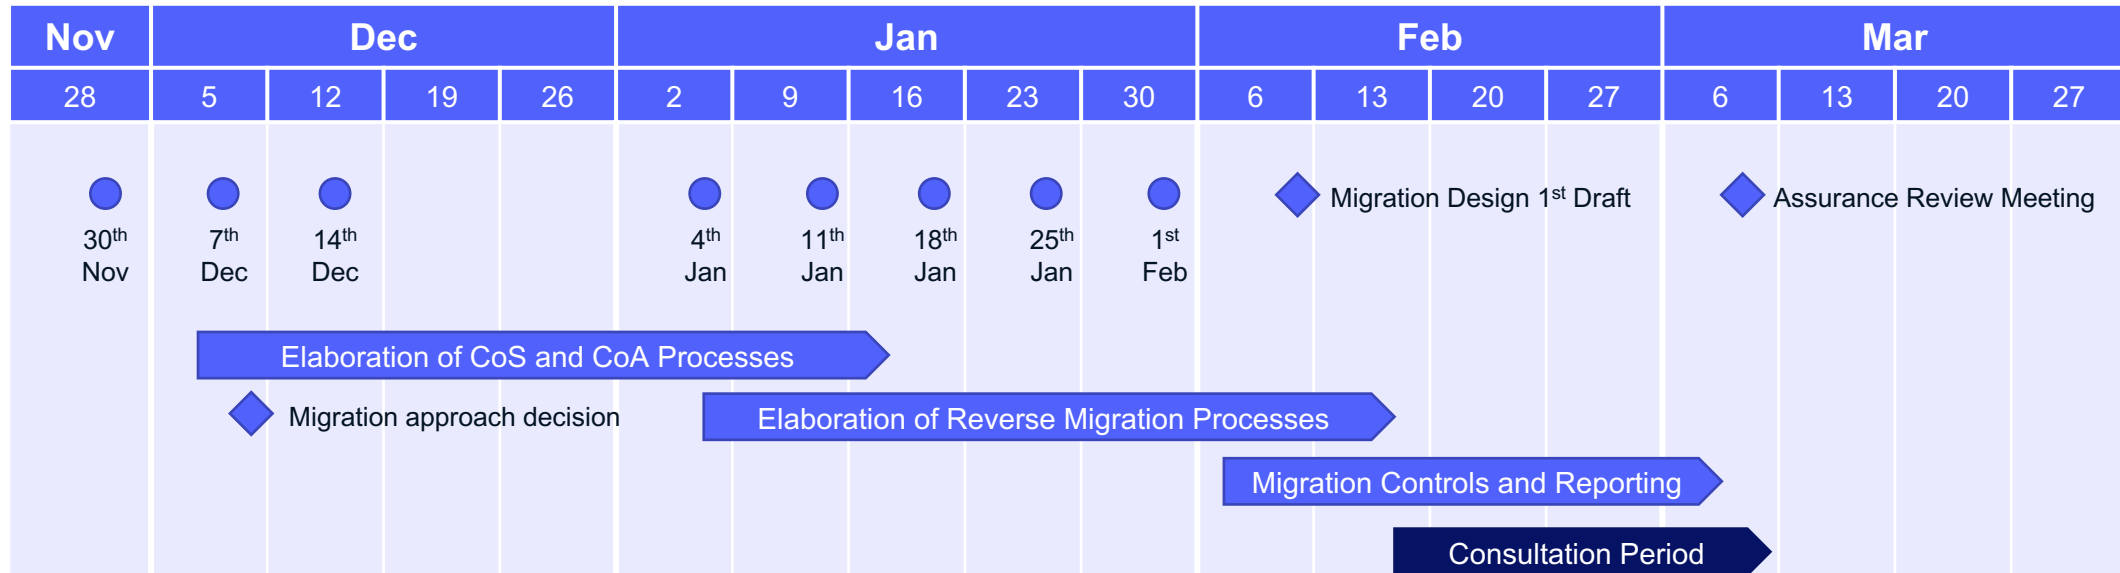 Nov Dec Jan Feb Mar
28 5 12 19 26 2 9 16 23 30 6 13 20 27 6 13 20 27
30th Nov
7th Dec
14th Dec
4th Jan
11th Jan
18th Jan
25th Jan
1st Feb
Migration Design 1st Draft
Assurance Review Meeting
Elaboration of CoS and CoA Processes
Migration approach decision
Elaboration of Reverse Migration Processes
Migration Controls and Reporting
Consultation Period